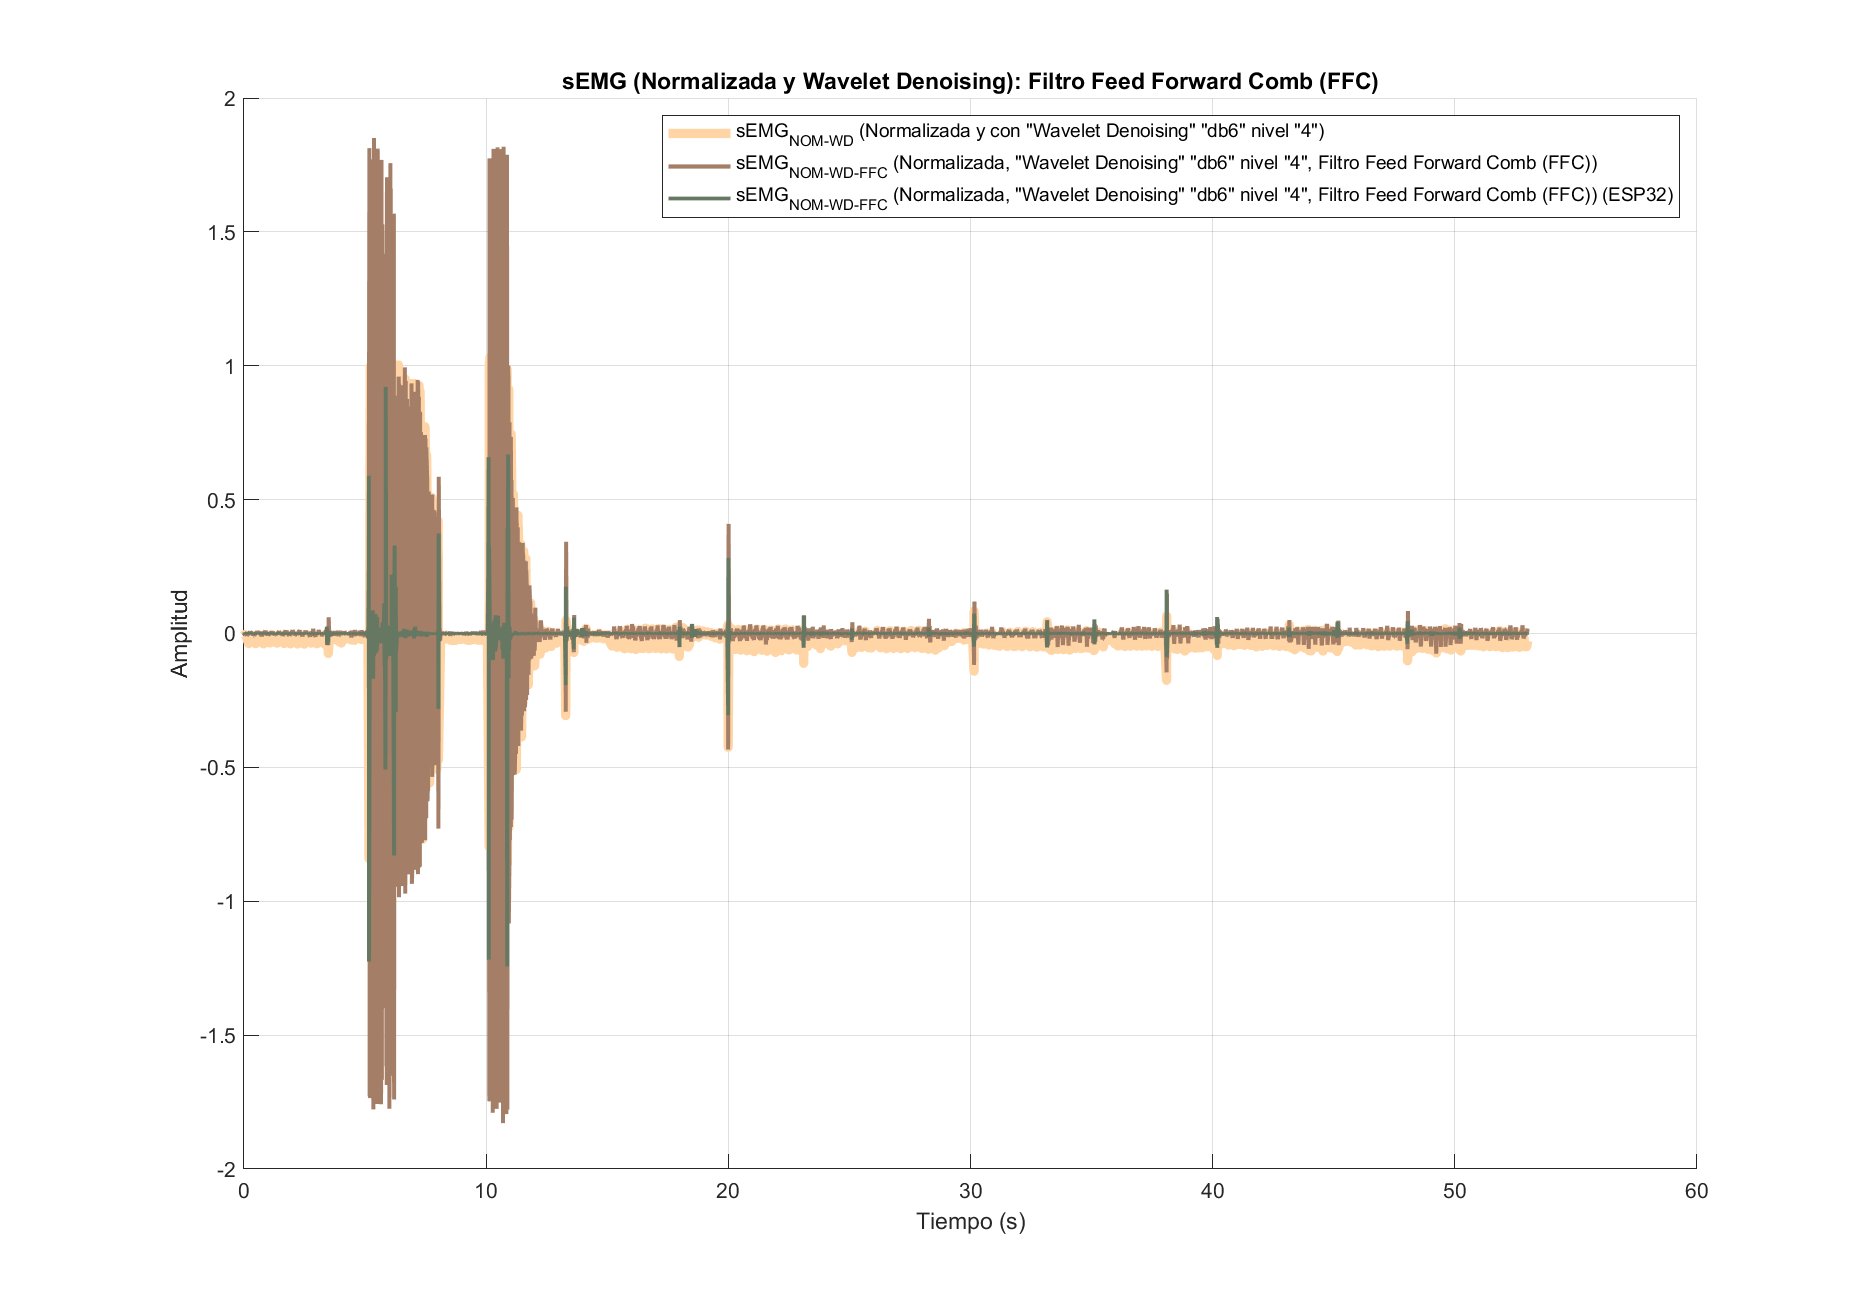 sEMG (Normalizada y Wavelet Denoising): Filtro Feed Forward Comb (FFC)
sEMG_NOM-WD (Normalizada y con "Wavelet Denoising" "db6" nivel "4")
sEMG_NOM-WD-FFC (Normalizada, "Wavelet Denoising" "db6" nivel "4", Filtro Feed Forward Comb (FFC))
sEMG_NOM-WD-FFC (Normalizada, "Wavelet Denoising" "db6" nivel "4", Filtro Feed Forward Comb (FFC)) (ESP32)
2
1.5
1
0.5
0
-0.5
-1
-1.5
-2
Amplitud
0 10 20 30 40 50 60
Tiempo (s)